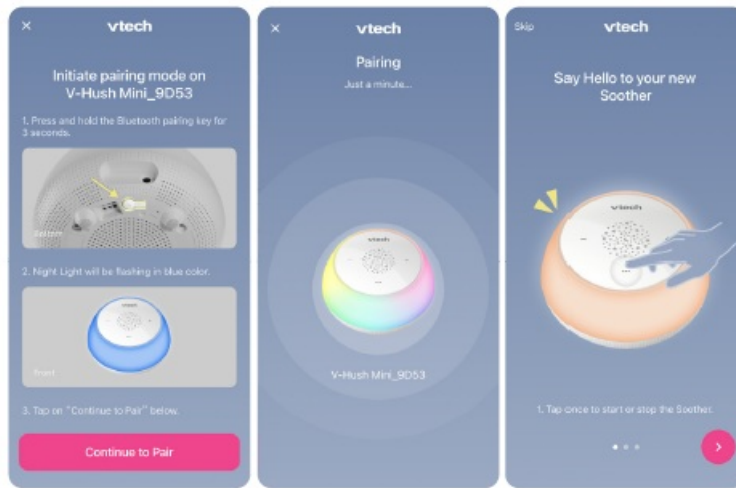 vtech
Initiate pairing mode on
V-Hush Mini_9D53
1. Press and hold the Bluetooth pairing key for
3 seconds.
Bottom
2. Night Light will be flashing in blue color.
Front
3. Tap on "Continue to Pair" below.
Continue to Pair
vtech
Pairing
Just a minute...
vtech
V-Hush Mini_9D53
Skip
vtech
Say Hello to your new
Soother
vtech
1. Tap once to start or stop the Soother.